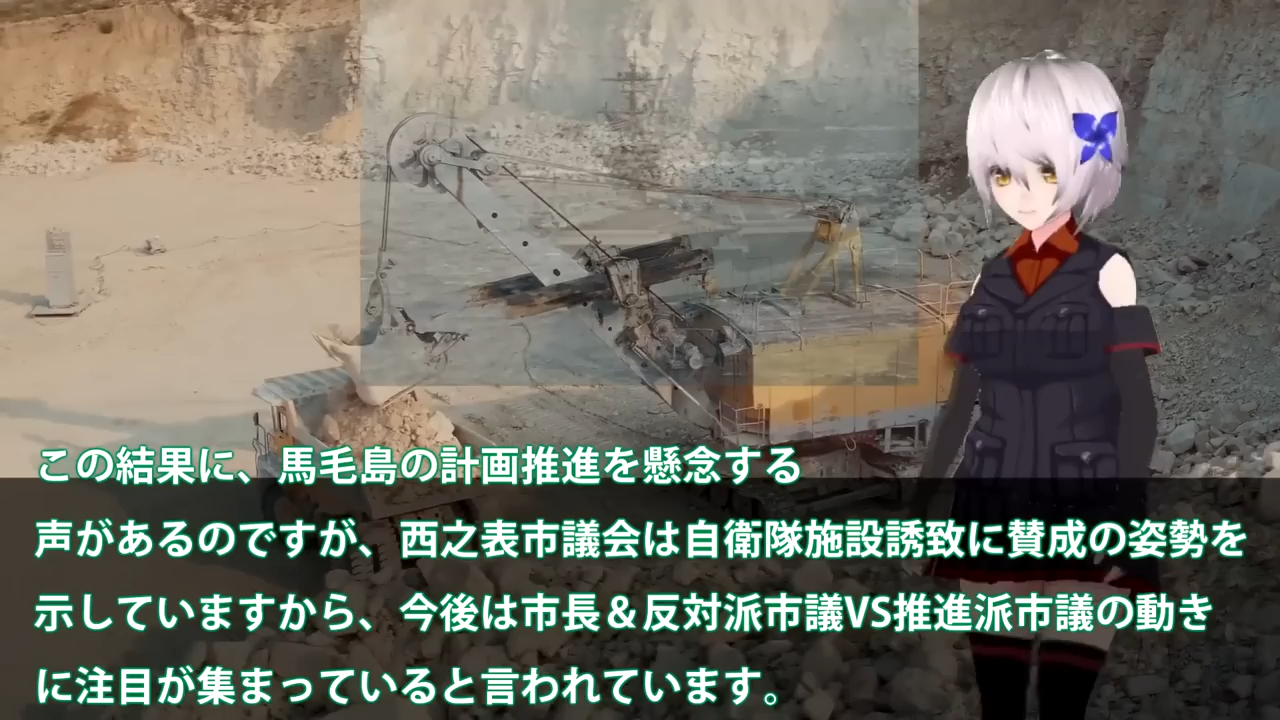 この結果に、馬毛島の計画推進を懸念する
声があるのですが、西之表市議会は自衛隊施設誘致に賛成の姿勢を
示していますから、今後は市長＆反対派市議VS推進派市議の動き
に注目が集まっていると言われています。